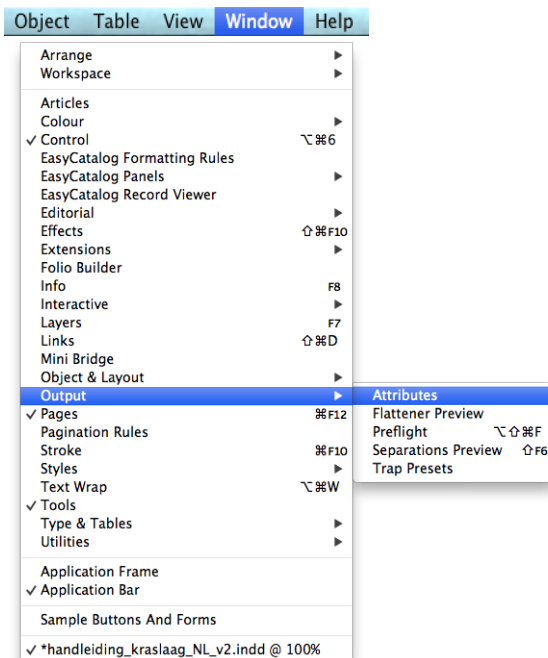 Object Table View Window Help
Arrange ▶
Workspace ▶
Articles
Colour ▶
✓ Control ⌥⌘6
EasyCatalog Formatting Rules
EasyCatalog Panels ▶
EasyCatalog Record Viewer
Editorial ▶
Effects ⇧⌘F10
Extensions ▶
Folio Builder
Info F8
Interactive ▶
Layers F7
Links ⇧⌘D
Mini Bridge
Object & Layout ▶
Output ▶
✓ Pages ⌘F12
Pagination Rules
Stroke ⌘F10
Styles ▶
Text Wrap ⌥⌘W
✓ Tools
Type & Tables ▶
Utilities ▶
Application Frame
✓ Application Bar
Sample Buttons And Forms
✓ *handleiding_kraslaag_NL_v2.indd @ 100%
Attributes
Flattener Preview
Preflight ⌥⇧⌘F
Separations Preview ⇧F6
Trap Presets